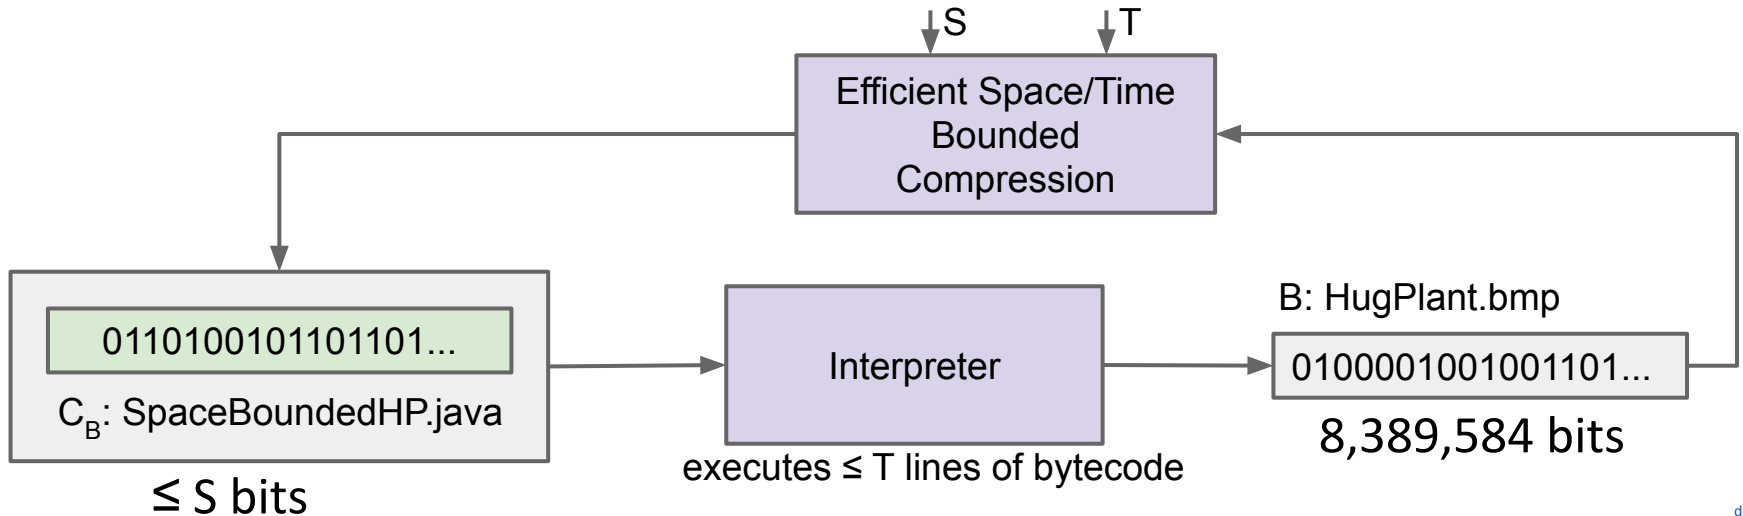 S
T
Efficient Space/Time
Bounded
Compression
0110100101101101...
C_B: SpaceBoundedHP.java
≤ S bits
Interpreter
executes ≤ T lines of bytecode
B: HugPlant.bmp
0100001001001101...
8,389,584 bits
d